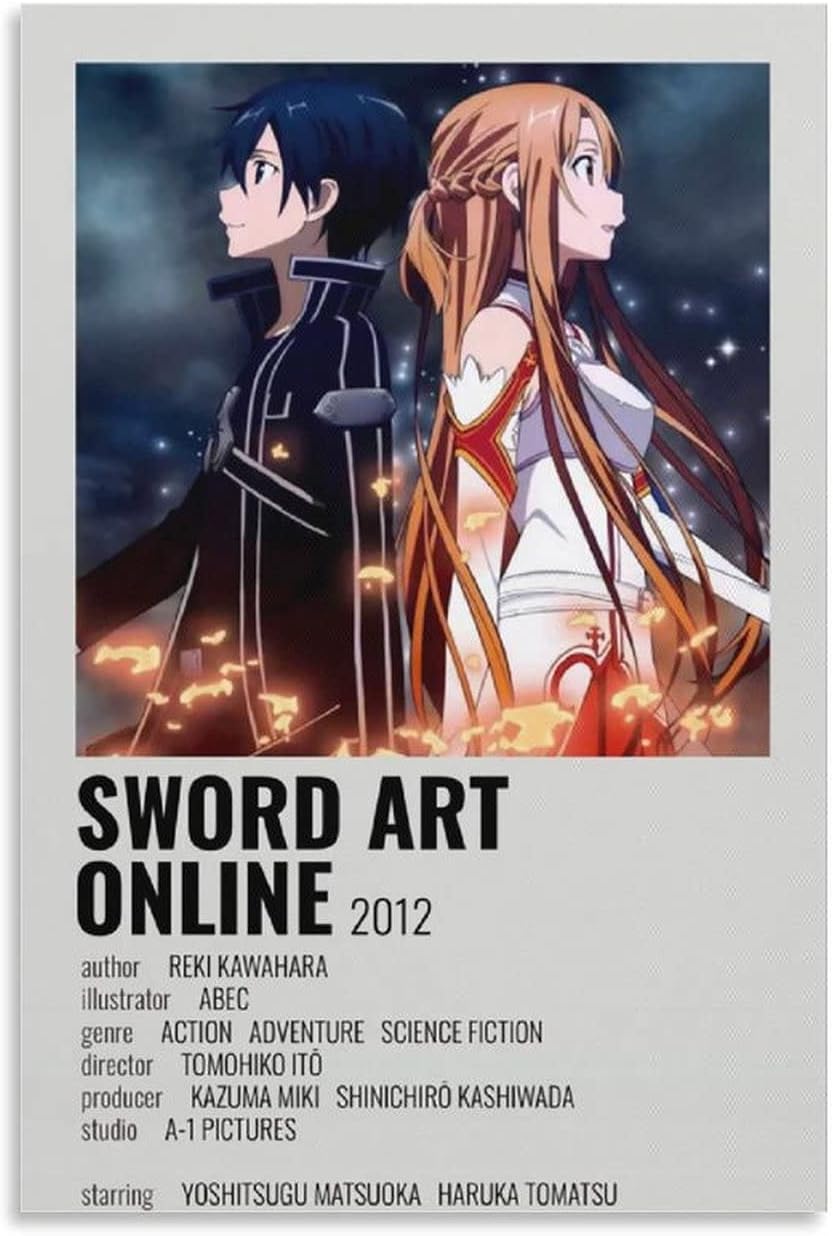 SWORD ART
ONLINE 2012
author REKI KAWAHARA
illustrator ABEC
genre ACTION ADVENTURE SCIENCE FICTION
director TOMOHIKO ITŌ
producer KAZUMA MIKI SHINICHIRŌ KASHIWADA
studio A-1 PICTURES
starring YOSHITSUGU MATSUOKA HARUKA TOMATSU